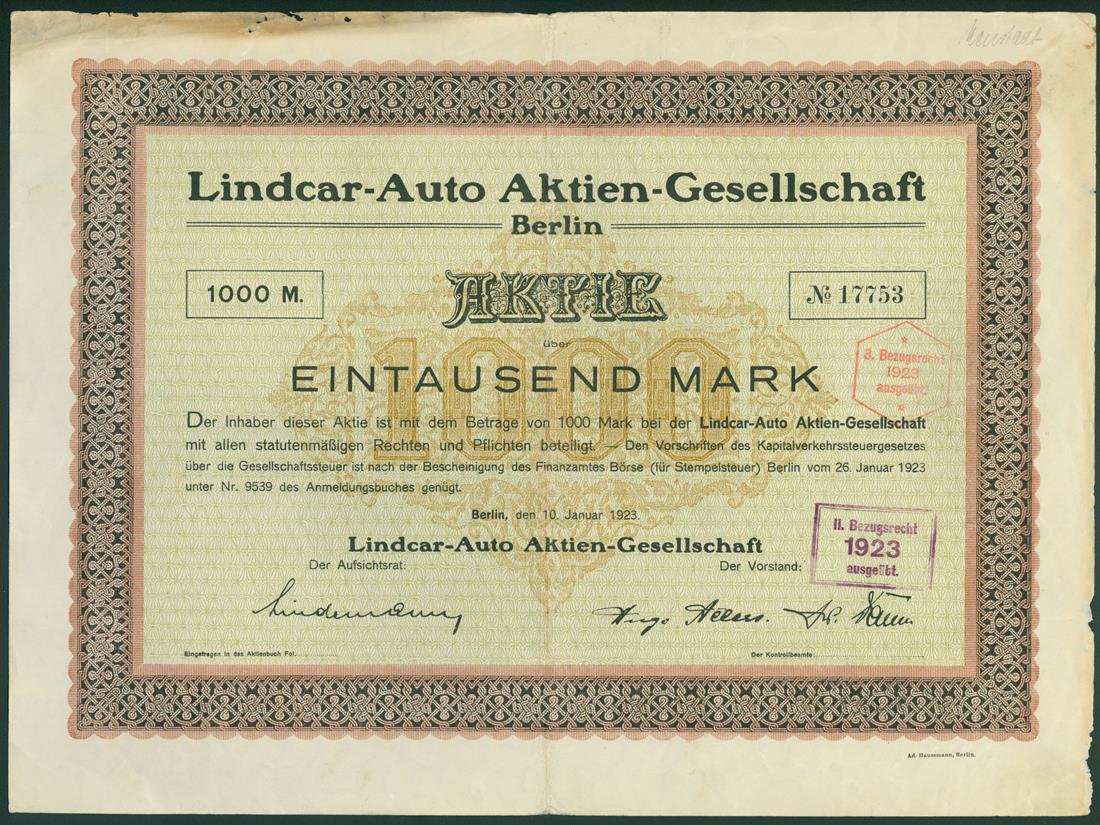 Lindcar-Auto Aktien-Gesellschaft
Berlin
AKTIE
1000 M.
№ 17753
über
1000
EINTAUSEND MARK
3. Bezugsrecht
1923
ausgeübt.
Der Inhaber dieser Aktie ist mit dem Betrage von 1000 Mark bei der Lindcar-Auto Aktien-Gesellschaft
mit allen statutenmäßigen Rechten und Pflichten beteiligt. — Den Vorschriften des Kapitalverkehrssteuergesetzes
über die Gesellschaftssteuer ist nach der Bescheinigung des Finanzamtes Börse (für Stempelsteuer) Berlin vom 26. Januar 1923
unter Nr. 9539 des Anmeldungsbuches genügt.
Berlin, den 10. Januar 1923.
Lindcar-Auto Aktien-Gesellschaft
Der Aufsichtsrat:
Der Vorstand:
II. Bezugsrecht
1923
ausgeübt.
Lindemann
Hugo
Eingetragen in das Aktienbuch Fol.
Der Kontrollbeamte:
Ad. Haussmann, Berlin.